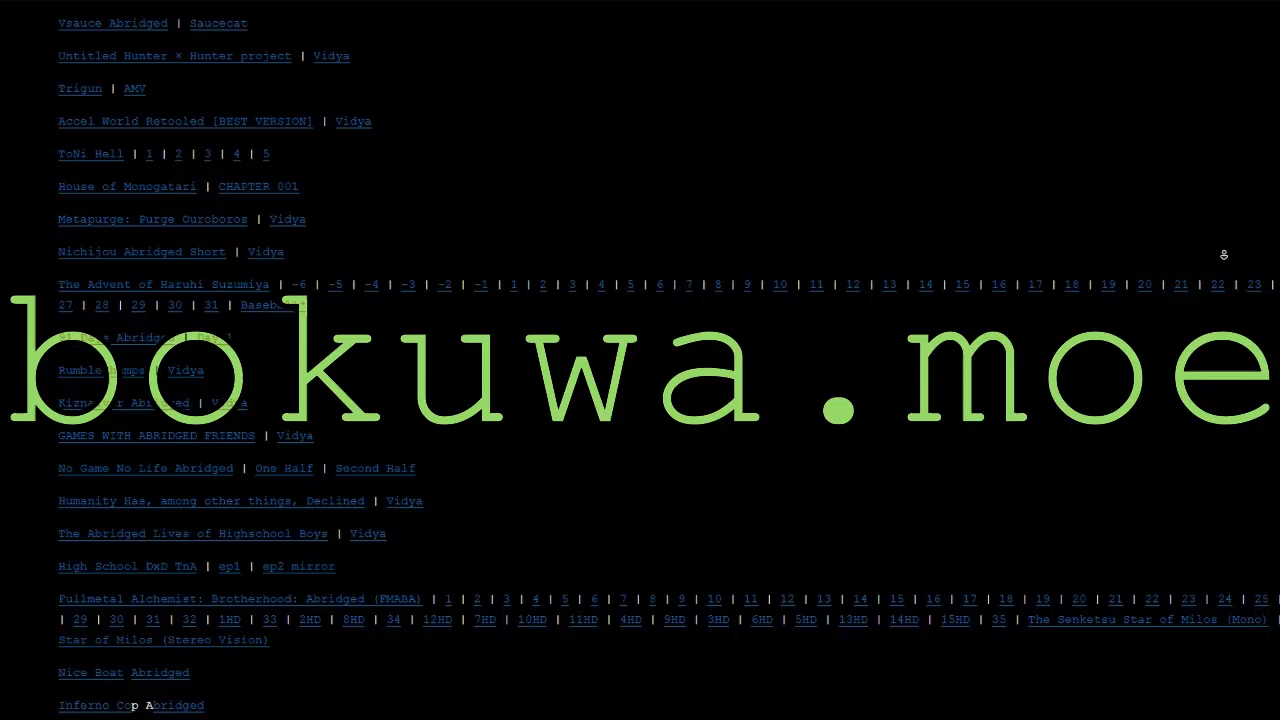 Vsauce Abridged | Saucecat
Untitled Hunter × Hunter project | Vidya
Trigun | AMV
Accel World Retooled [BEST VERSION] | Vidya
ToNi Hell | 1 | 2 | 3 | 4 | 5
House of Monogatari | CHAPTER 001
Metapurge: Purge Ouroboros | Vidya
Nichijou Abridged Short | Vidya
The Advent of Haruhi Suzumiya | -6 | -5 | -4 | -3 | -2 | -1 | 1 | 2 | 3 | 4 | 5 | 6 | 7 | 8 | 9 | 10 | 11 | 12 | 13 | 14 | 15 | 16 | 17 | 18 | 19 | 20 | 21 | 22 | 23 |
27 | 28 | 29 | 30 | 31 |
bokuwa.moe
Abridged | Day 1
Rumble | Vidya
| Vidya
GAMES WITH ABRIDGED FRIENDS | Vidya
No Game No Life Abridged | One Half | Second Half
Humanity Has, among other things, Declined | Vidya
The Abridged Lives of Highschool Boys | Vidya
High School DxD TnA | ep1 | ep2 mirror
Fullmetal Alchemist: Brotherhood: Abridged (FMABA) | 1 | 2 | 3 | 4 | 5 | 6 | 7 | 8 | 9 | 10 | 11 | 12 | 13 | 14 | 15 | 16 | 17 | 18 | 19 | 20 | 21 | 22 | 23 | 24 | 25 |
| 29 | 30 | 31 | 32 | 1HD | 33 | 2HD | 8HD | 34 | 12HD | 7HD | 10HD | 11HD | 4HD | 9HD | 3HD | 6HD | 5HD | 13HD | 14HD | 15HD | 35 | The Senketsu Star of Milos (Mono) |
Star of Milos (Stereo Vision)
Nice Boat Abridged
Inferno Cop Abridged